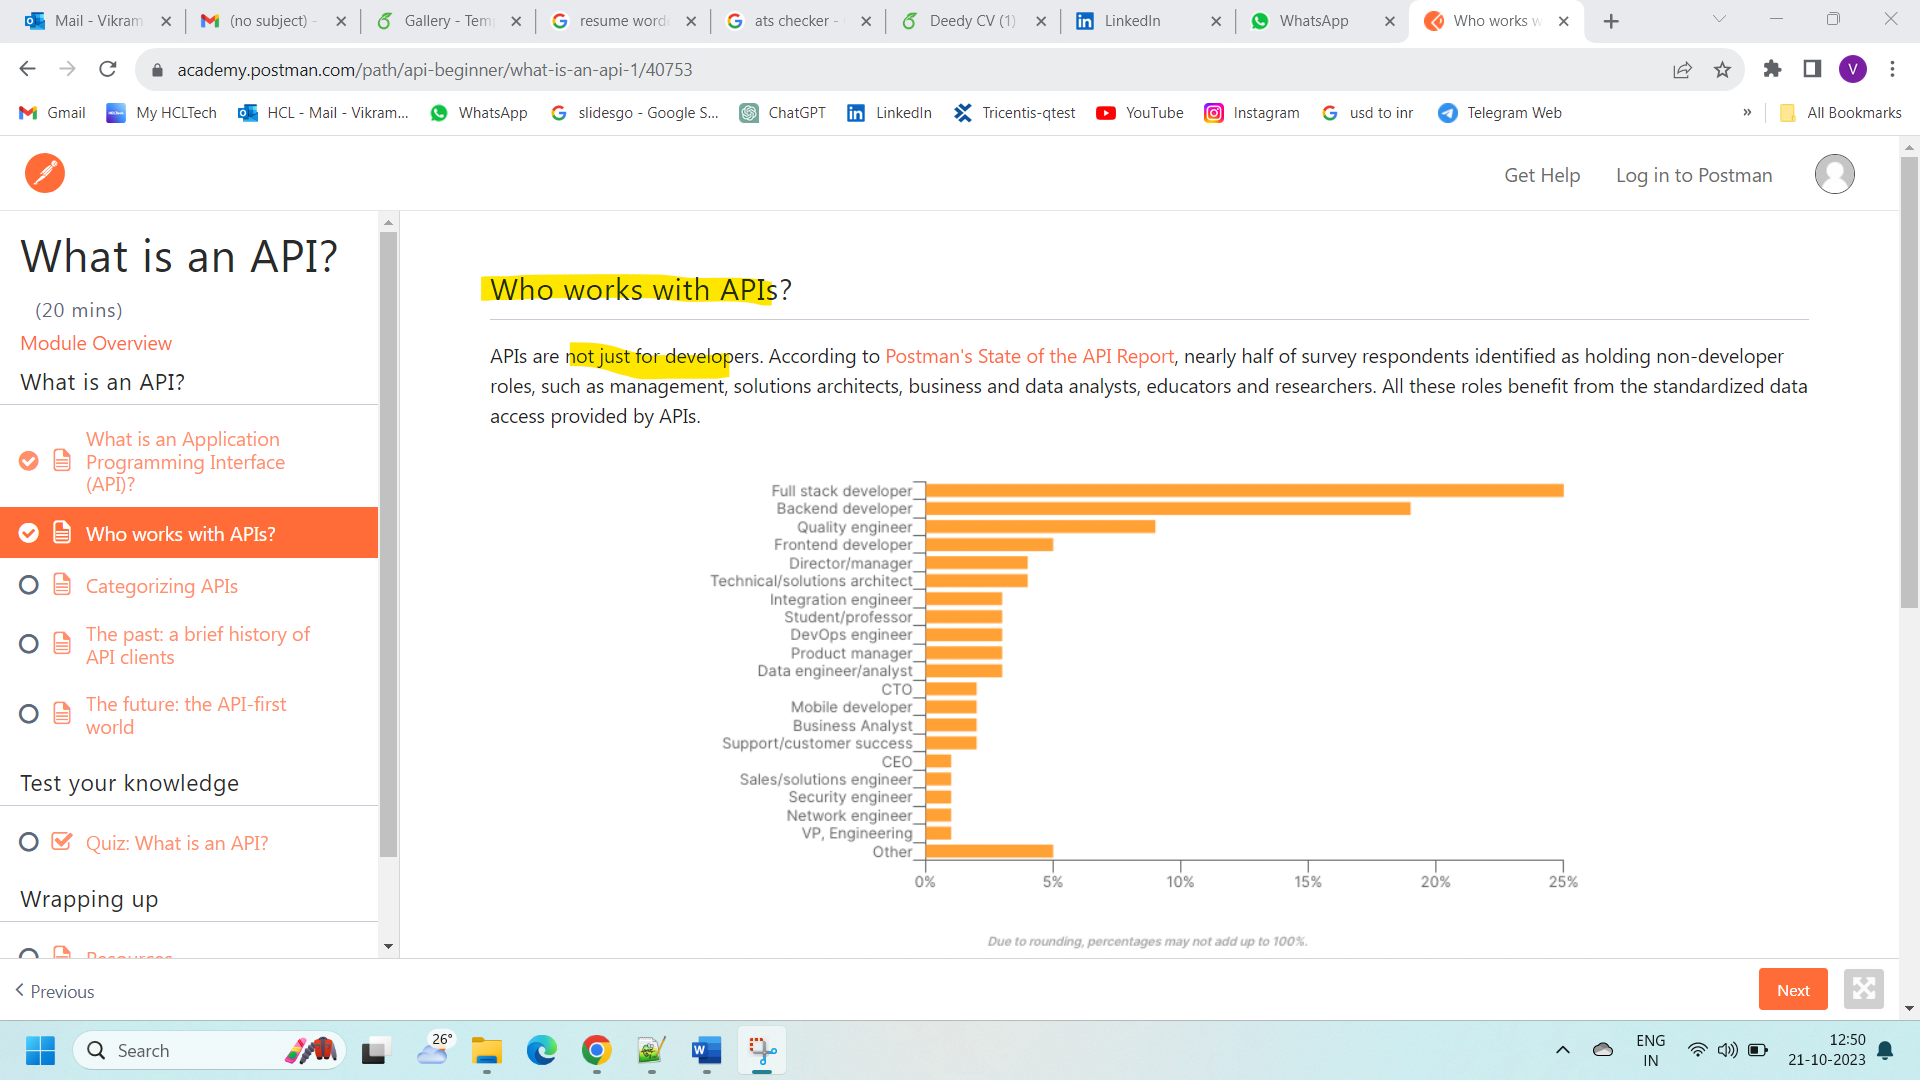 Mail - Vikram
(no subject) -
Gallery - Temp
resume worde
ats checker -
Deedy CV (1)
LinkedIn
WhatsApp
Who works w
academy.postman.com/path/api-beginner/what-is-an-api-1/40753
V
Gmail
My HCLTech
HCL - Mail - Vikram...
WhatsApp
slidesgo - Google S...
ChatGPT
LinkedIn
Tricentis-qtest
YouTube
Instagram
usd to inr
Telegram Web
»
All Bookmarks
Get Help
Log in to Postman
What is an API?
(20 mins)
Module Overview
What is an API?
What is an Application
Programming Interface
(API)?
Who works with APIs?
Categorizing APIs
The past: a brief history of
API clients
The future: the API-first
world
Test your knowledge
Quiz: What is an API?
Wrapping up
Resources
Who works with APIs?
APIs are not just for developers. According to Postman's State of the API Report, nearly half of survey respondents identified as holding non-developer
roles, such as management, solutions architects, business and data analysts, educators and researchers. All these roles benefit from the standardized data
access provided by APIs.
Full stack developer
Backend developer
Quality engineer
Frontend developer
Director/manager
Technical/solutions architect
Integration engineer
Student/professor
DevOps engineer
Product manager
Data engineer/analyst
CTO
Mobile developer
Business Analyst
Support/customer success
CEO
Sales/solutions engineer
Security engineer
Network engineer
VP, Engineering
Other
0% 5% 10% 15% 20% 25%
Due to rounding, percentages may not add up to 100%.
Previous
Next
Search
26°
ENG
IN
12:50
21-10-2023